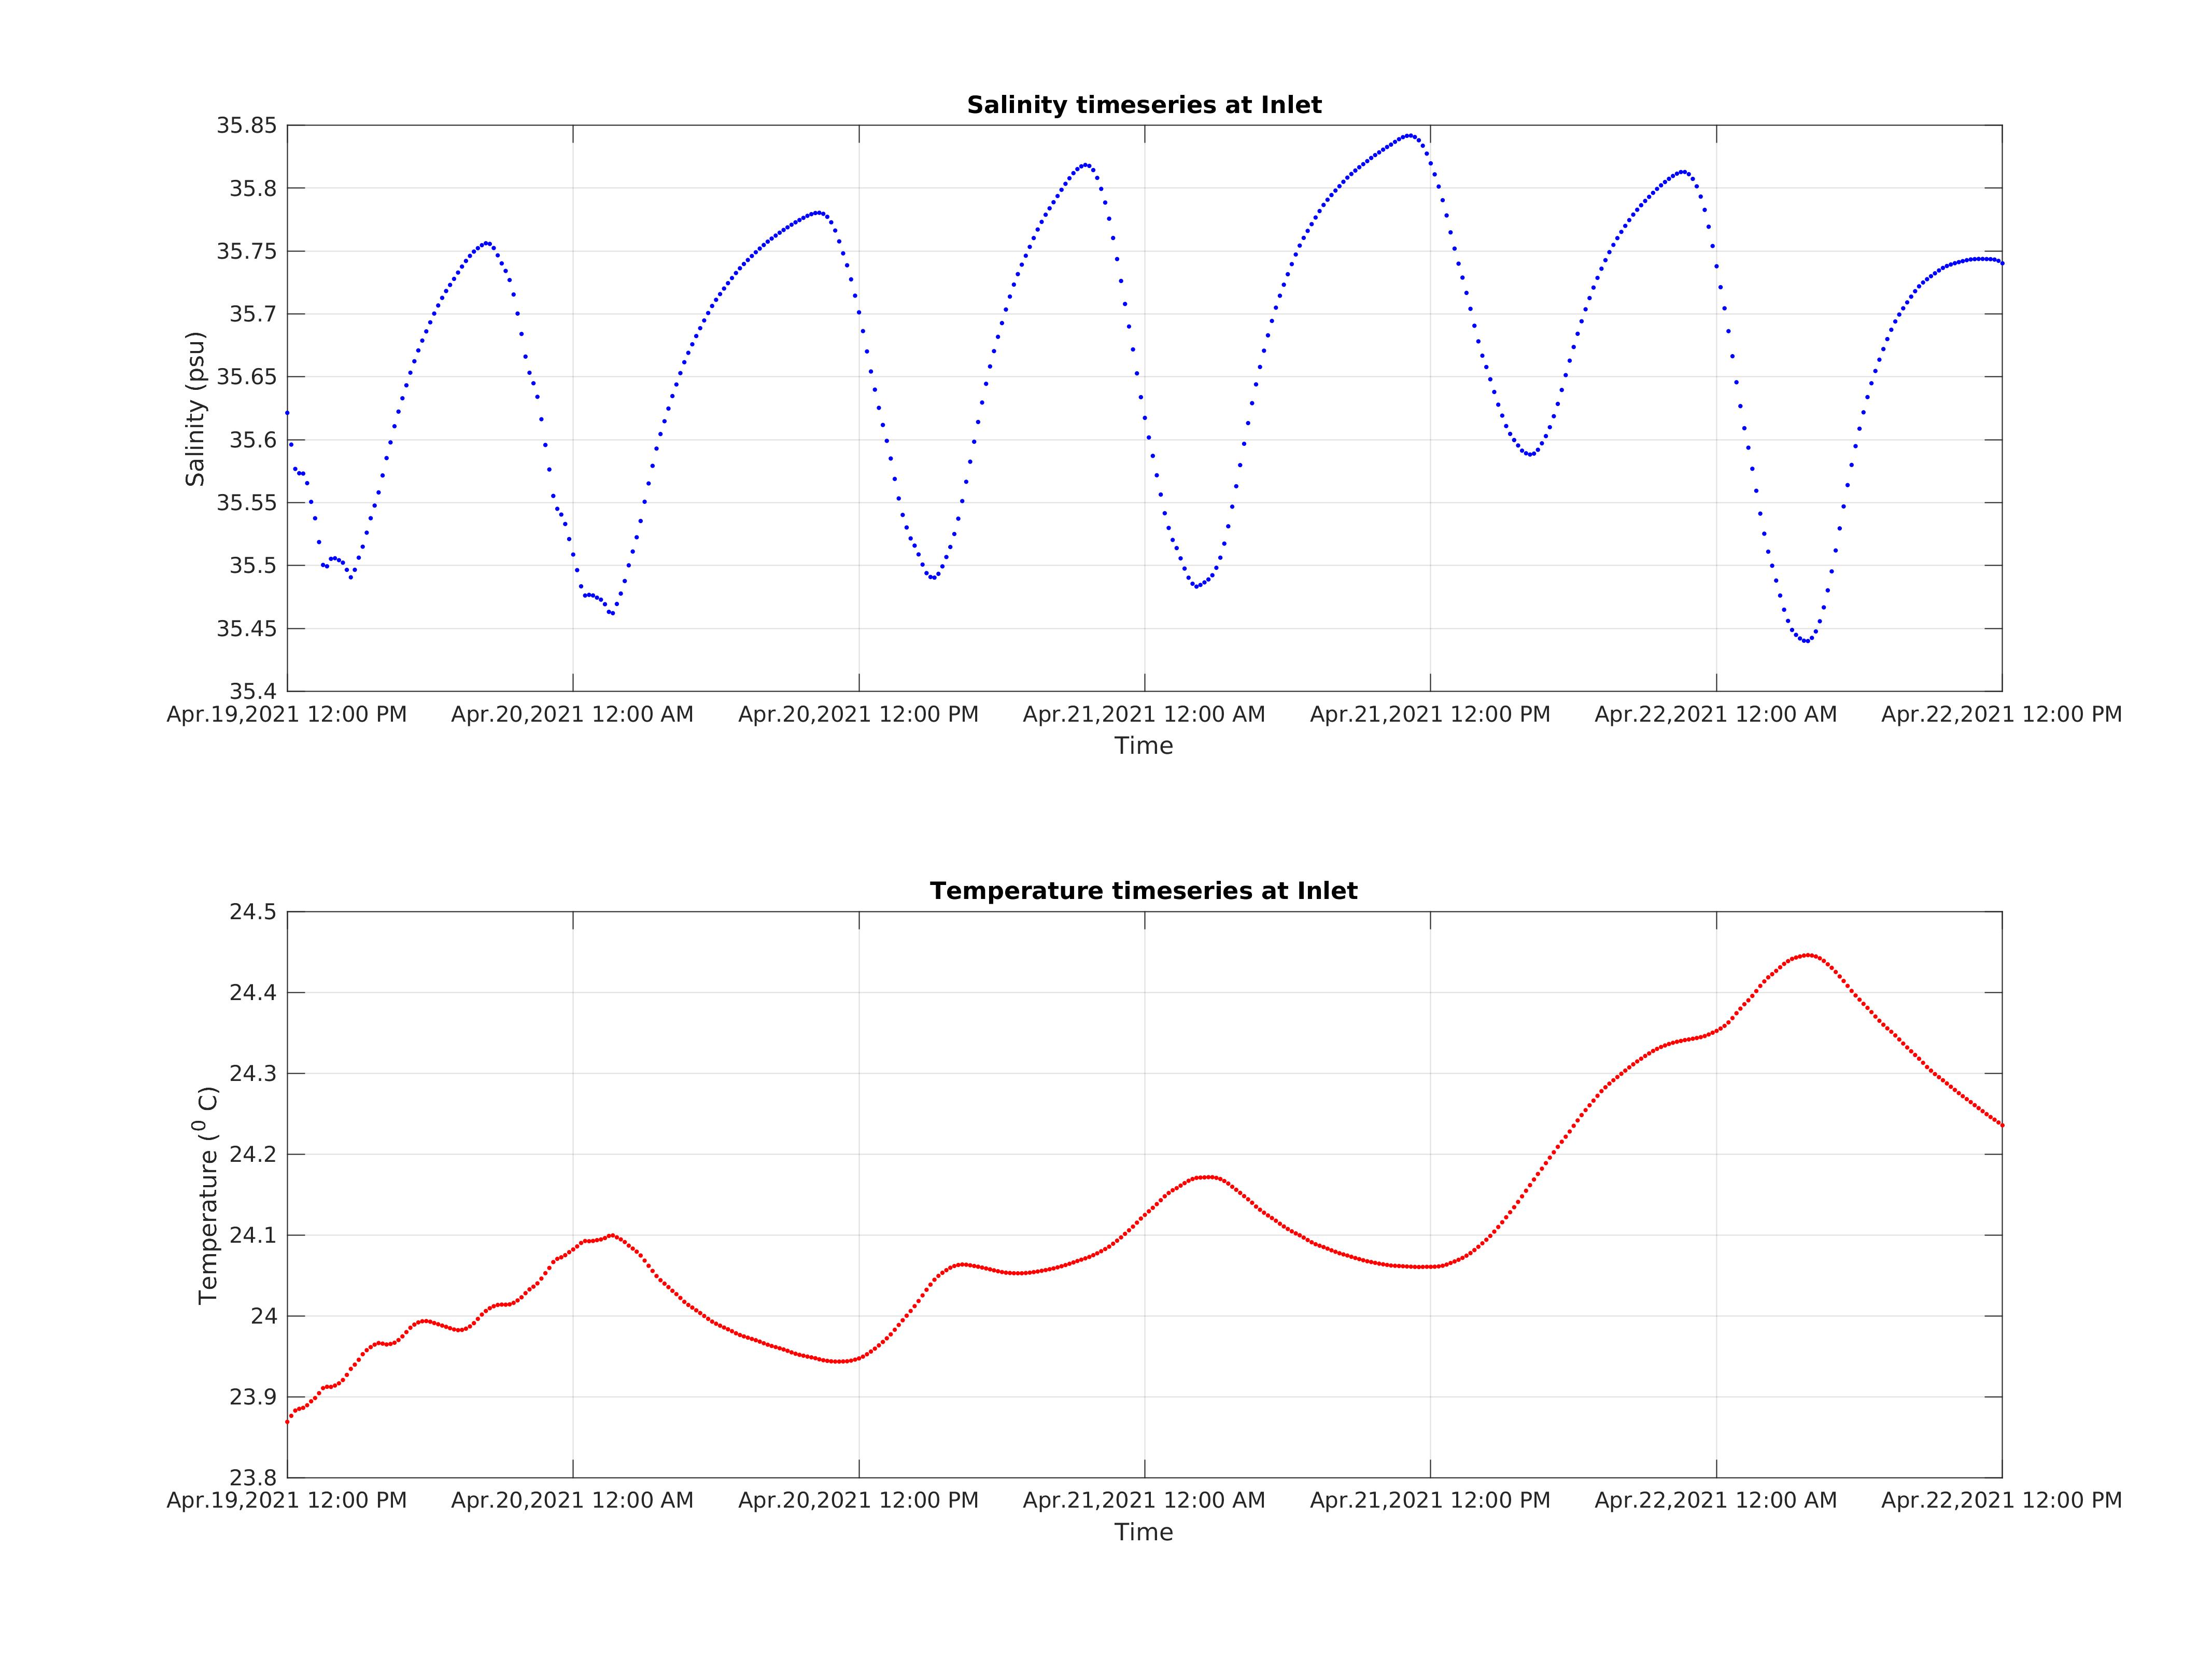 Salinity timeseries at Inlet
35.85
35.8
35.75
35.7
35.65
35.6
35.55
35.5
35.45
35.4
Salinity (psu)
Apr.19,2021 12:00 PM Apr.20,2021 12:00 AM Apr.20,2021 12:00 PM Apr.21,2021 12:00 AM Apr.21,2021 12:00 PM Apr.22,2021 12:00 AM Apr.22,2021 12:00 PM
Time
Temperature timeseries at Inlet
24.5
24.4
24.3
24.2
24.1
24
23.9
23.8
Temperature (⁰ C)
Apr.19,2021 12:00 PM Apr.20,2021 12:00 AM Apr.20,2021 12:00 PM Apr.21,2021 12:00 AM Apr.21,2021 12:00 PM Apr.22,2021 12:00 AM Apr.22,2021 12:00 PM
Time